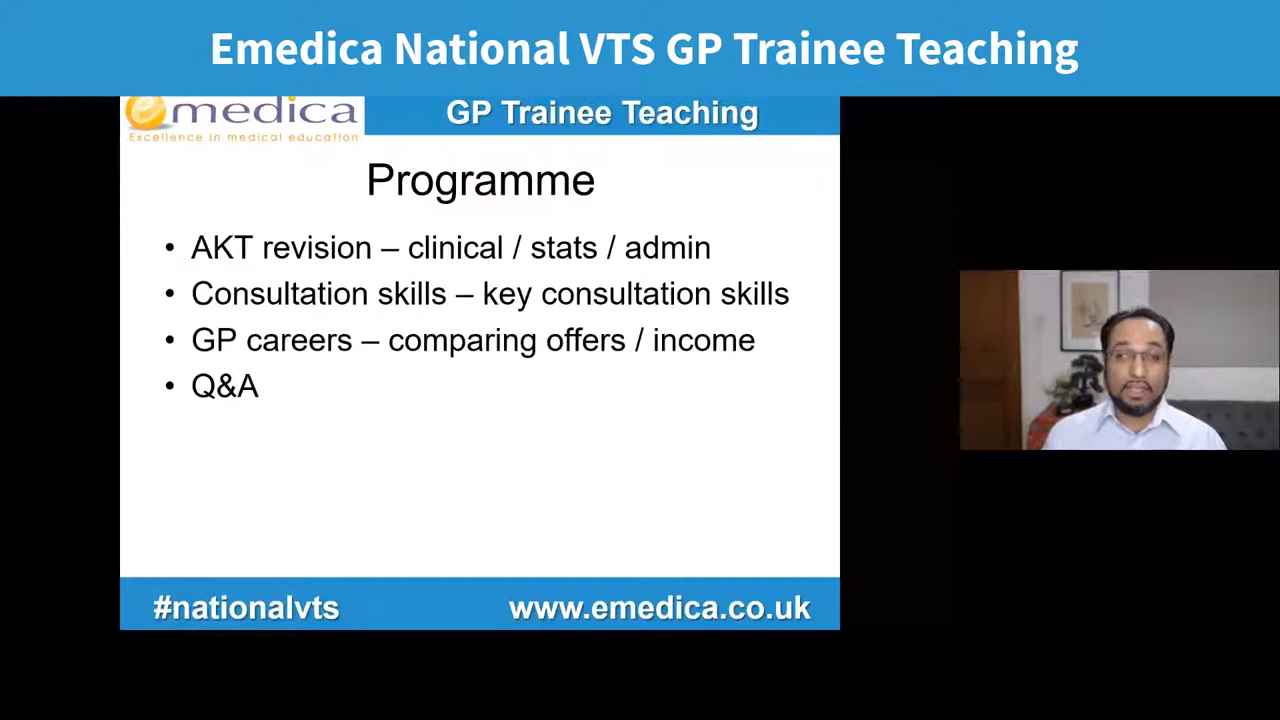 Emedica National VTS GP Trainee Teaching
emedica
Excellence in medical education
GP Trainee Teaching
Programme
• AKT revision – clinical / stats / admin
• Consultation skills – key consultation skills
• GP careers – comparing offers / income
• Q&A
#nationalvts
www.emedica.co.uk